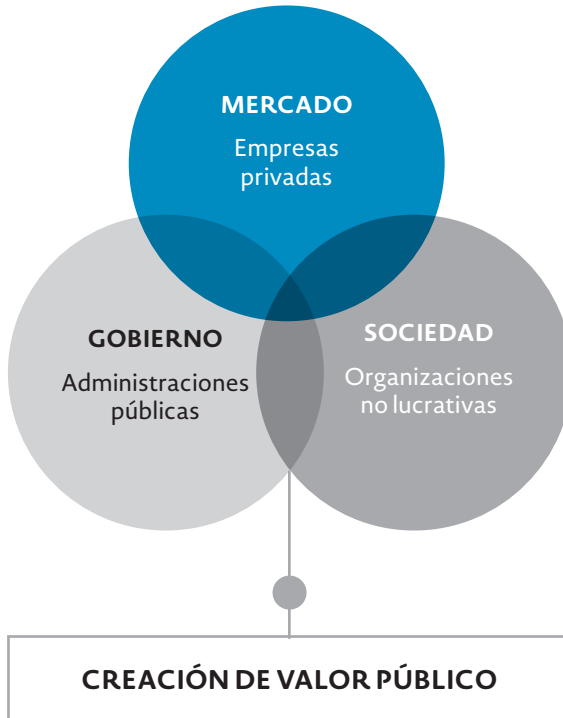 MERCADO
Empresas
privadas
GOBIERNO
Administraciones
públicas
SOCIEDAD
Organizaciones
no lucrativas
CREACIÓN DE VALOR PÚBLICO